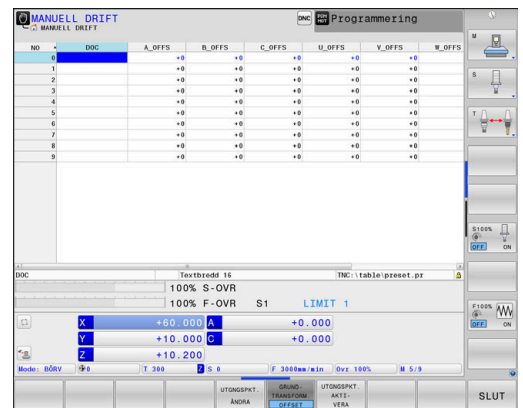 MANUELL DRIFT
MANUELL DRIFT
DNC
Programmering
NO DOC A_OFFS B_OFFS C_OFFS U_OFFS V_OFFS W_OFFS
0 +0 +0 +0 +0 +0
1 +0 +0 +0 +0 +0
2 +0 +0 +0 +0 +0
3 +0 +0 +0 +0 +0
4 +0 +0 +0 +0 +0
5 +0 +0 +0 +0 +0
6 +0 +0 +0 +0 +0
7 +0 +0 +0 +0 +0
8 +0 +0 +0 +0 +0
9 +0 +0 +0 +0 +0
DOC Textbredd 16 TNC:\table\preset.pr
100% S-OVR
100% F-OVR S1 LIMIT 1
X +60.000 A +0.000
Y +10.000 C +0.000
Z +10.200
Mode: BÖRV 0 T 300 Z S 0 F 3000mm/min Ovr 100% M 5/9
M
S
T
S100%
OFF ON
F100%
OFF ON
UTGNGSPKT.
ÄNDRA
GRUND-
TRANSFORM.
OFFSET
UTGNGSPKT.
AKTI-
VERA
SLUT